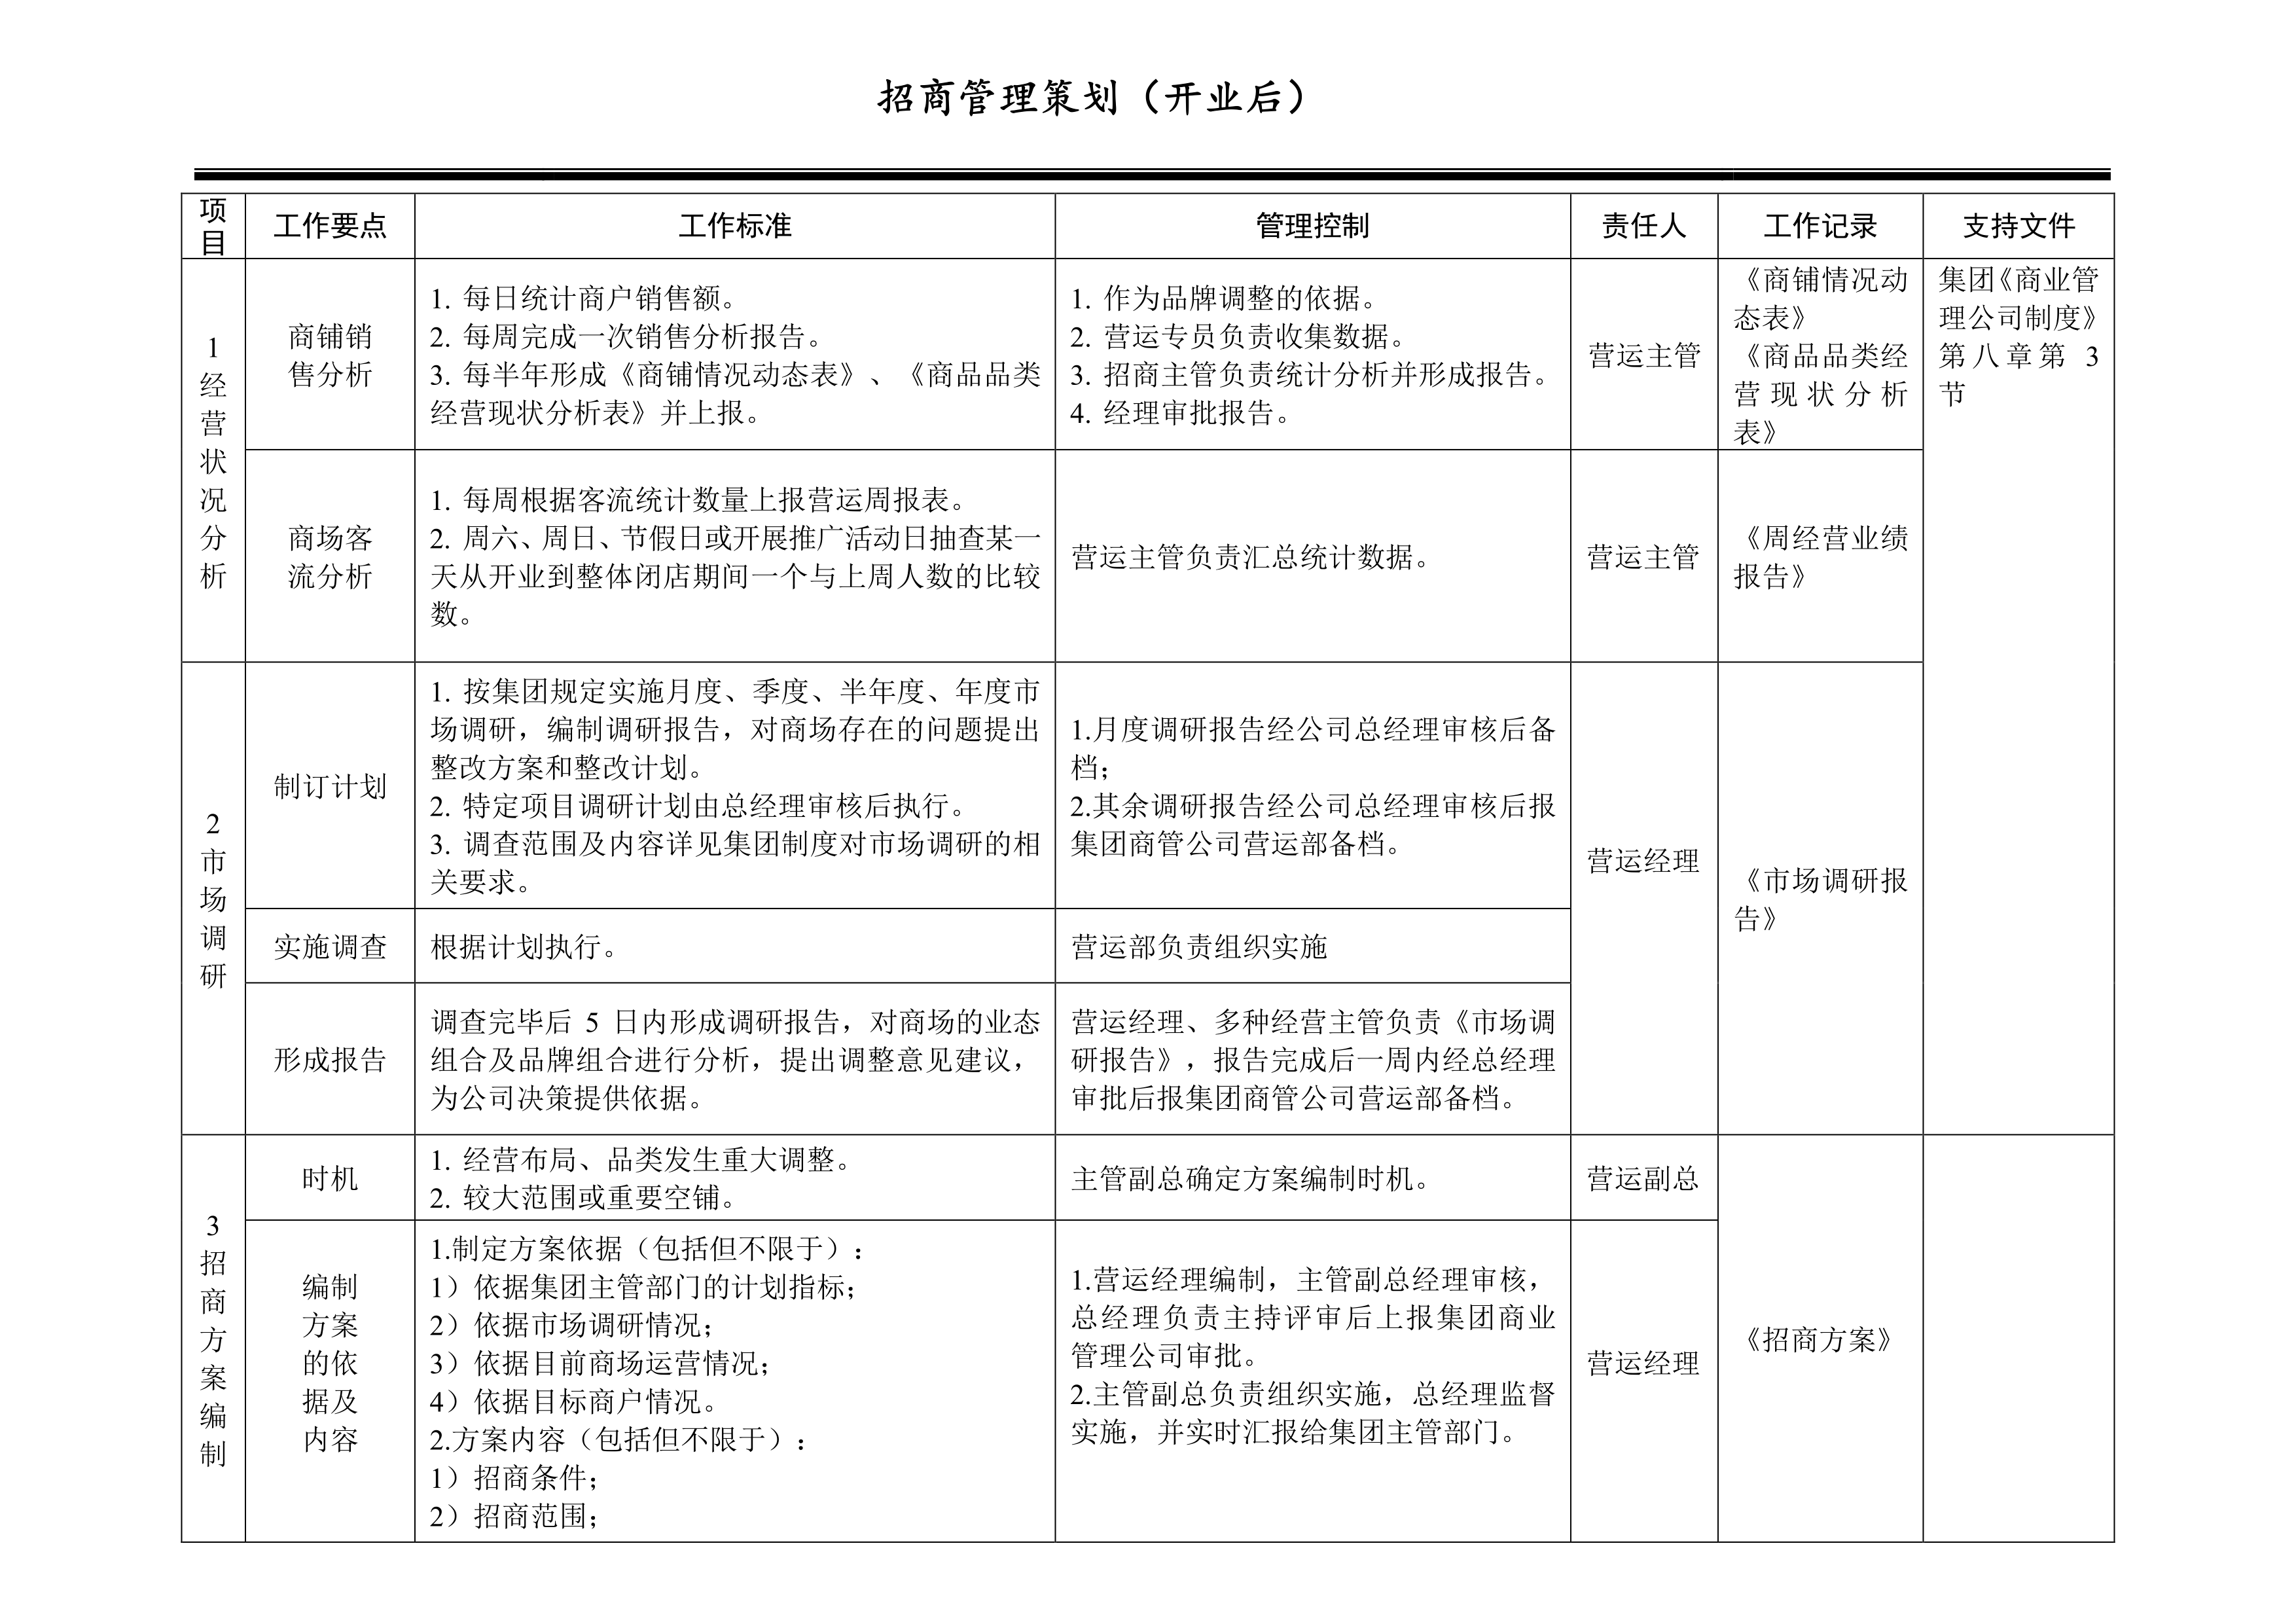 招商管理策划（开业后）
项
目
工作要点
工作标准
管理控制
责任人
工作记录
支持文件
1
经
营
状
况
分
析
商铺销
售分析
1. 每日统计商户销售额。
2. 每周完成一次销售分析报告。
3. 每半年形成《商铺情况动态表》、《商品品类
经营现状分析表》并上报。
1. 作为品牌调整的依据。
2. 营运专员负责收集数据。
3. 招商主管负责统计分析并形成报告。
4. 经理审批报告。
营运主管
《商铺情况动
态表》
《商品品类经
营现状分析
表》
集团《商业管
理公司制度》
第八章第 3
节
商场客
流分析
1. 每周根据客流统计数量上报营运周报表。
2. 周六、周日、节假日或开展推广活动日抽查某一
天从开业到整体闭店期间一个与上周人数的比较
数。
营运主管负责汇总统计数据。
营运主管
《周经营业绩
报告》
2
市
场
调
研
制订计划
1. 按集团规定实施月度、季度、半年度、年度市
场调研，编制调研报告，对商场存在的问题提出
整改方案和整改计划。
2. 特定项目调研计划由总经理审核后执行。
3. 调查范围及内容详见集团制度对市场调研的相
关要求。
1.月度调研报告经公司总经理审核后备
档；
2.其余调研报告经公司总经理审核后报
集团商管公司营运部备档。
营运经理
《市场调研报
告》
实施调查
根据计划执行。
营运部负责组织实施
形成报告
调查完毕后 5 日内形成调研报告，对商场的业态
组合及品牌组合进行分析，提出调整意见建议，
为公司决策提供依据。
营运经理、多种经营主管负责《市场调
研报告》，报告完成后一周内经总经理
审批后报集团商管公司营运部备档。
3
招
商
方
案
编
制
时机
1. 经营布局、品类发生重大调整。
2. 较大范围或重要空铺。
主管副总确定方案编制时机。
营运副总
《招商方案》
编制
方案
的依
据及
内容
1.制定方案依据（包括但不限于）：
1）依据集团主管部门的计划指标；
2）依据市场调研情况；
3）依据目前商场运营情况；
4）依据目标商户情况。
2.方案内容（包括但不限于）：
1）招商条件；
2）招商范围；
1.营运经理编制，主管副总经理审核，
总经理负责主持评审后上报集团商业
管理公司审批。
2.主管副总负责组织实施，总经理监督
实施，并实时汇报给集团主管部门。
营运经理